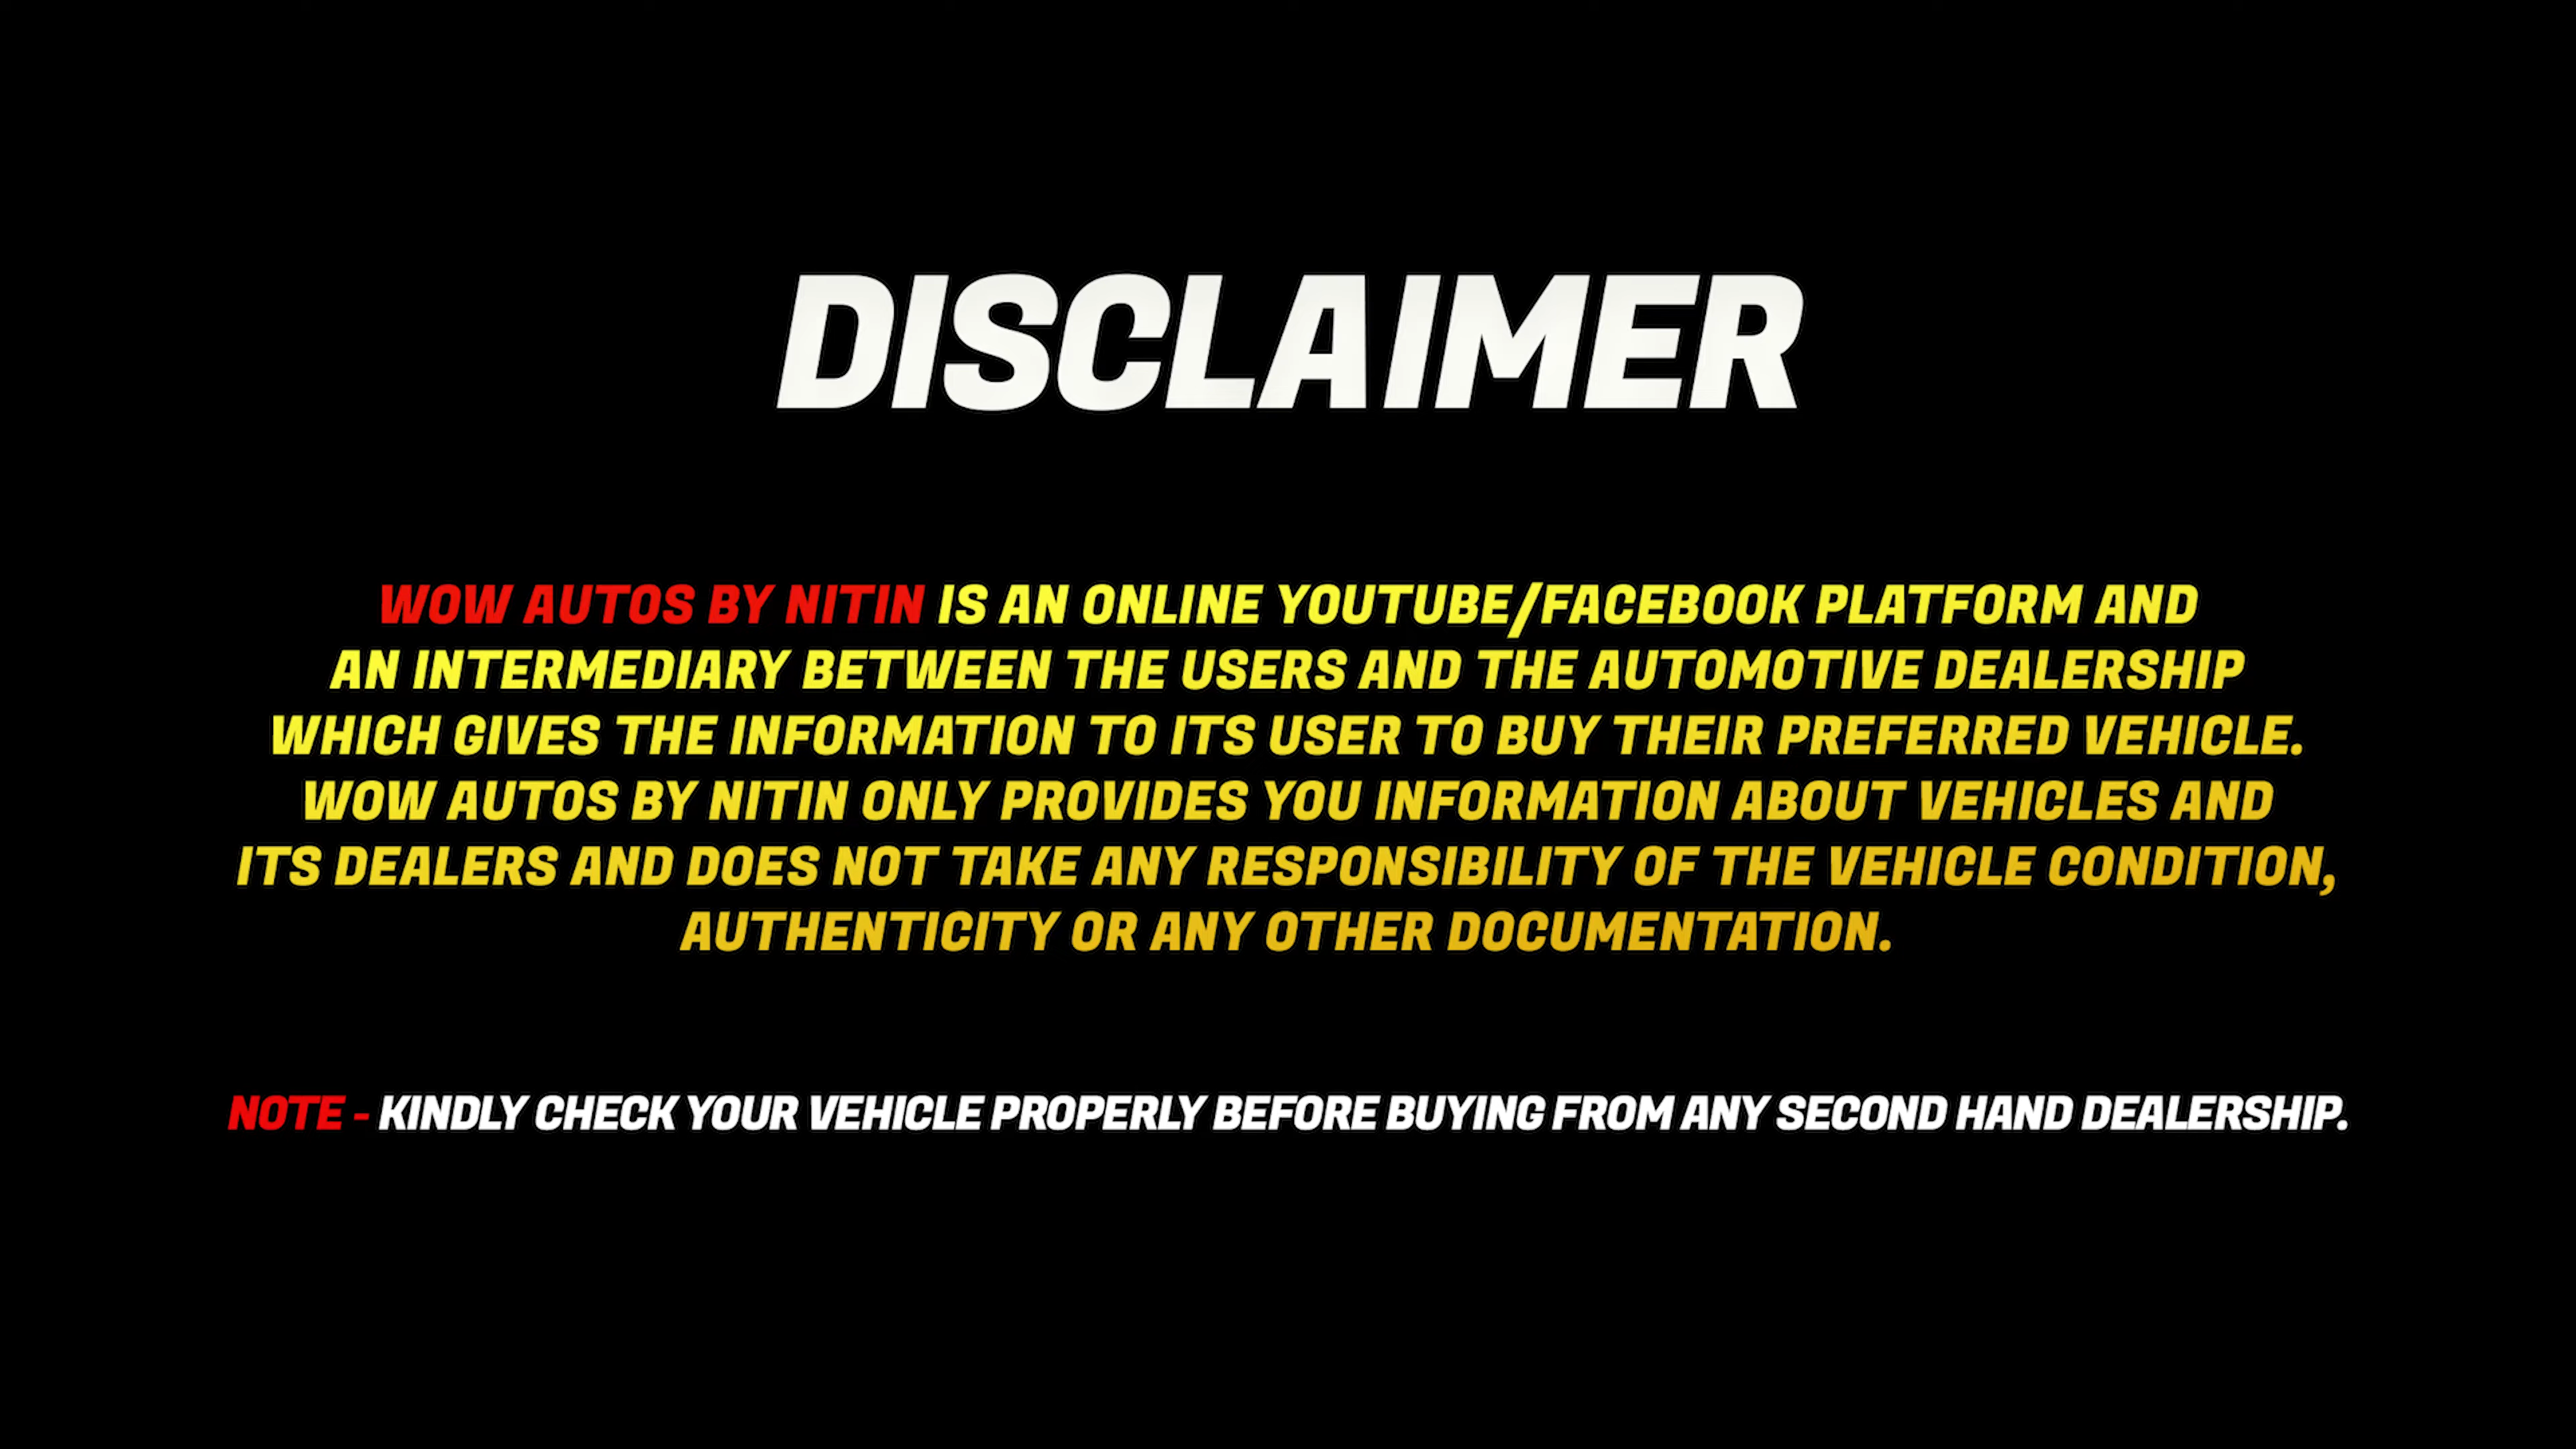 DISCLAIMER
WOW AUTOS BY NITIN IS AN ONLINE YOUTUBE/FACEBOOK PLATFORM AND
AN INTERMEDIARY BETWEEN THE USERS AND THE AUTOMOTIVE DEALERSHIP
WHICH GIVES THE INFORMATION TO ITS USER TO BUY THEIR PREFERRED VEHICLE.
WOW AUTOS BY NITIN ONLY PROVIDES YOU INFORMATION ABOUT VEHICLES AND
ITS DEALERS AND DOES NOT TAKE ANY RESPONSIBILITY OF THE VEHICLE CONDITION,
AUTHENTICITY OR ANY OTHER DOCUMENTATION.
NOTE - KINDLY CHECK YOUR VEHICLE PROPERLY BEFORE BUYING FROM ANY SECOND HAND DEALERSHIP.